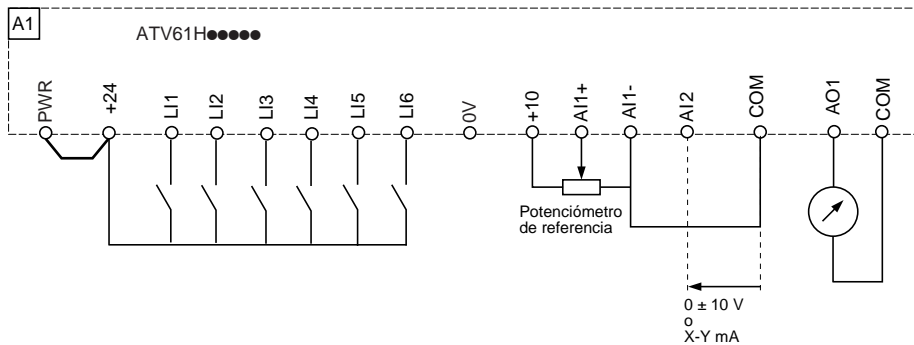 A1
ATV61H●●●●●
PWR
+24
LI1
LI2
LI3
LI4
LI5
LI6
0V
+10
AI1+
AI1-
AI2
COM
AO1
COM
Potenciómetro
de referencia
0 ± 10 V
o
X-Y mA